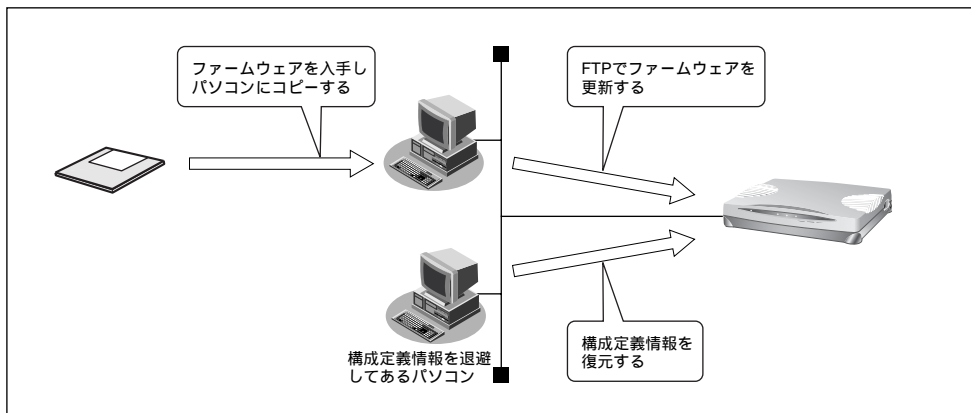 ファームウェアを入手し
パソコンにコピーする
FTPでファームウェアを
更新する
構成定義情報を退避
してあるパソコン
構成定義情報を
復元する